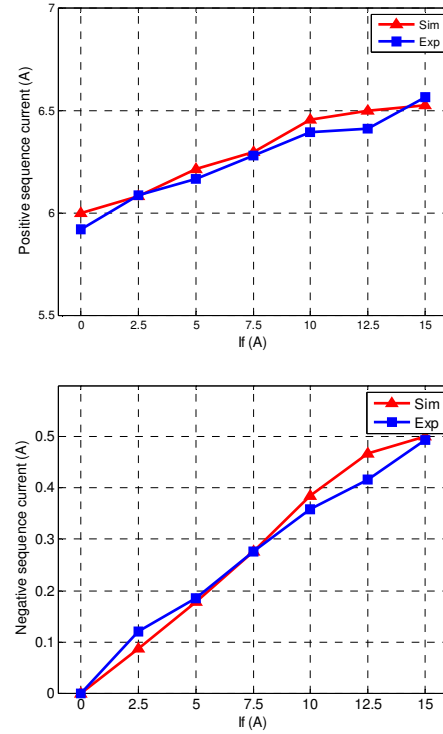 7
Sim
Exp
6.5
6
5.5
Positive sequence current (A)
0 2.5 5 7.5 10 12.5 15
If (A)
Sim
Exp
0.5
0.4
0.3
0.2
0.1
0
Negative sequence current (A)
0 2.5 5 7.5 10 12.5 15
If (A)